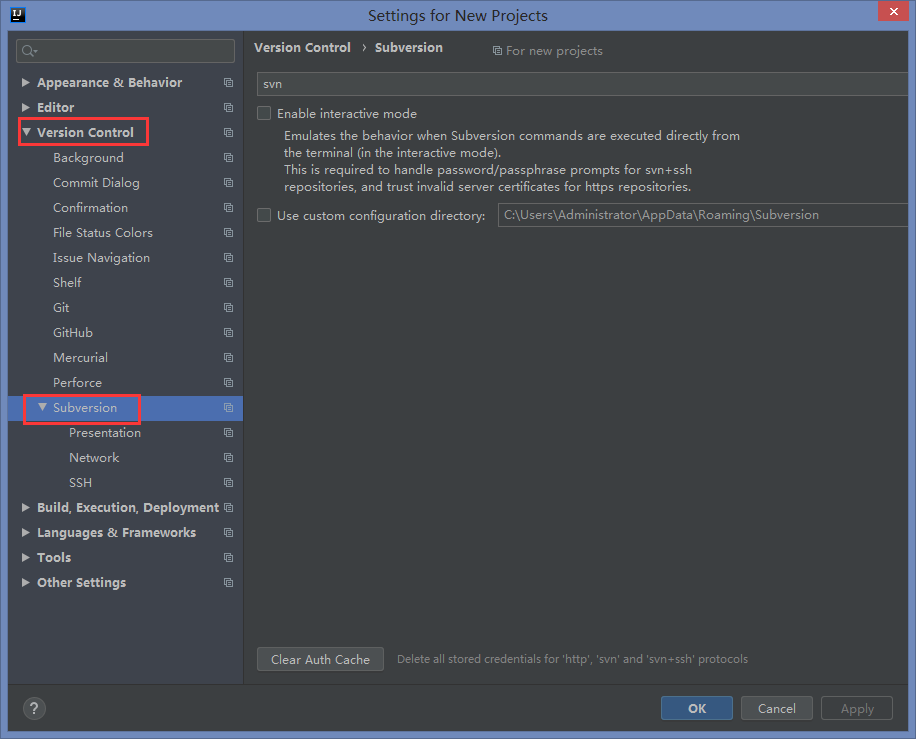 IJ
Settings for New Projects
Version Control › Subversion
For new projects
Appearance & Behavior
Editor
Version Control
Background
Commit Dialog
Confirmation
File Status Colors
Issue Navigation
Shelf
Git
GitHub
Mercurial
Perforce
Subversion
Presentation
Network
SSH
Build, Execution, Deployment
Languages & Frameworks
Tools
Other Settings
svn
Enable interactive mode
Emulates the behavior when Subversion commands are executed directly from
the terminal (in the interactive mode).
This is required to handle password/passphrase prompts for svn+ssh
repositories, and trust invalid server certificates for https repositories.
Use custom configuration directory:
C:\Users\Administrator\AppData\Roaming\Subversion
Clear Auth Cache
Delete all stored credentials for 'http', 'svn' and 'svn+ssh' protocols
?
OK
Cancel
Apply